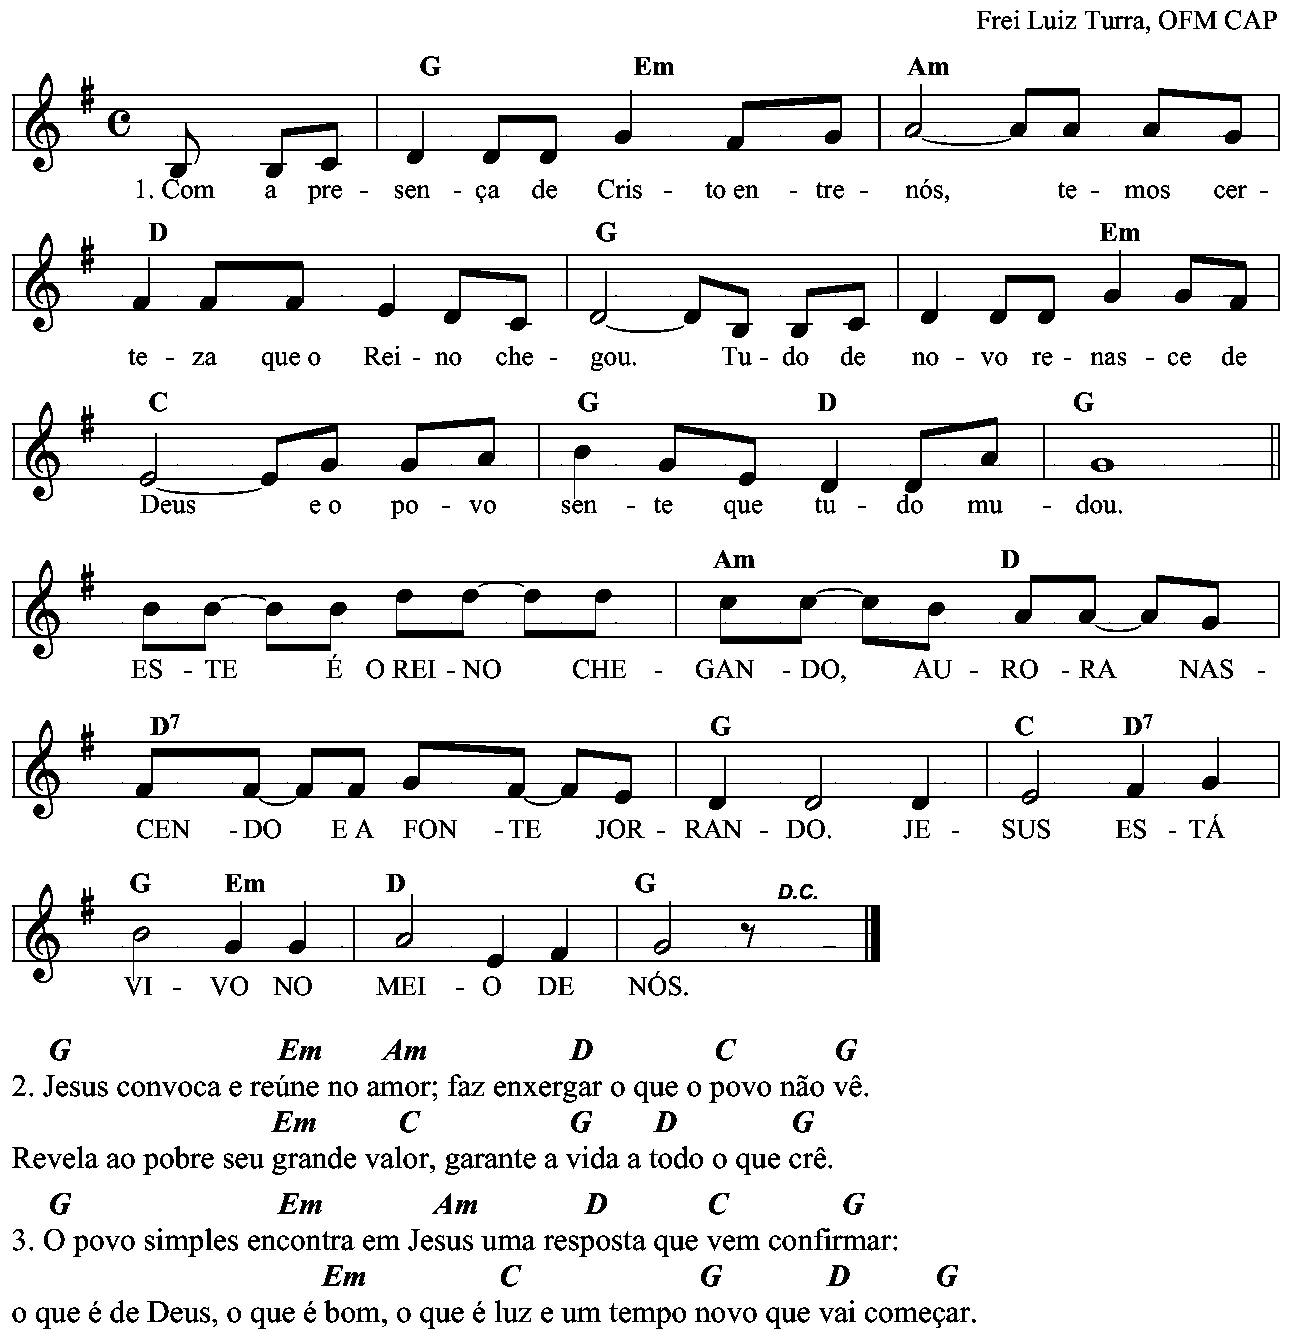 Frei Luiz Turra, OFM CAP
G Em Am
1. Com a pre - sen - ça de Cris - to en - tre - nós, te - mos cer -
D G Em
te - za que o Rei - no che - gou. Tu - do de no - vo re - nas - ce de
C G D G
Deus e o po - vo sen - te que tu - do mu - dou.
Am D
ES - TE É O REI - NO CHE - GAN - DO, AU - RO - RA NAS -
D7 G C D7
CEN - DO E A FON - TE JOR - RAN - DO. JE - SUS ES - TÁ
G Em D G D.C.
VI - VO NO MEI - O DE NÓS.
G Em Am D C G
2. Jesus convoca e reúne no amor; faz enxergar o que o povo não vê.
Em C G D G
Revela ao pobre seu grande valor, garante a vida a todo o que crê.
G Em Am D C G
3. O povo simples encontra em Jesus uma resposta que vem confirmar:
Em C G D G
o que é de Deus, o que é bom, o que é luz e um tempo novo que vai começar.